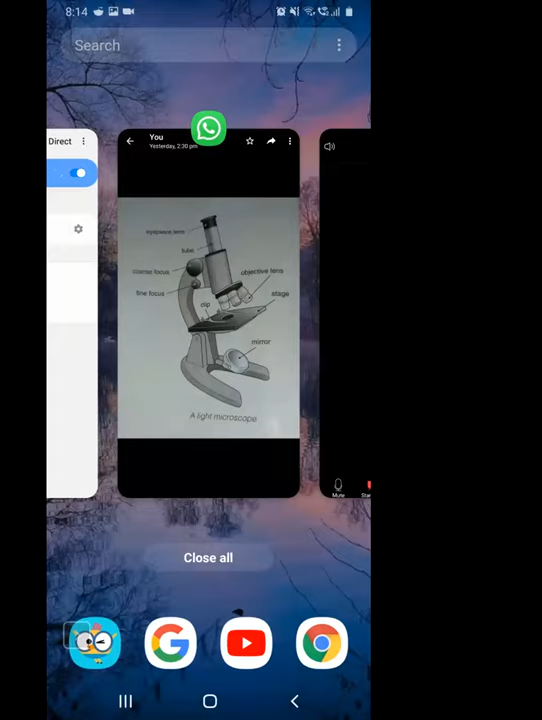 8:14
Search
Direct
You
Yesterday, 2:30 pm
eyepiece lens
tube
coarse focus
objective lens
fine focus
stage
clip
mirror
A light microscope
Mute
Close all